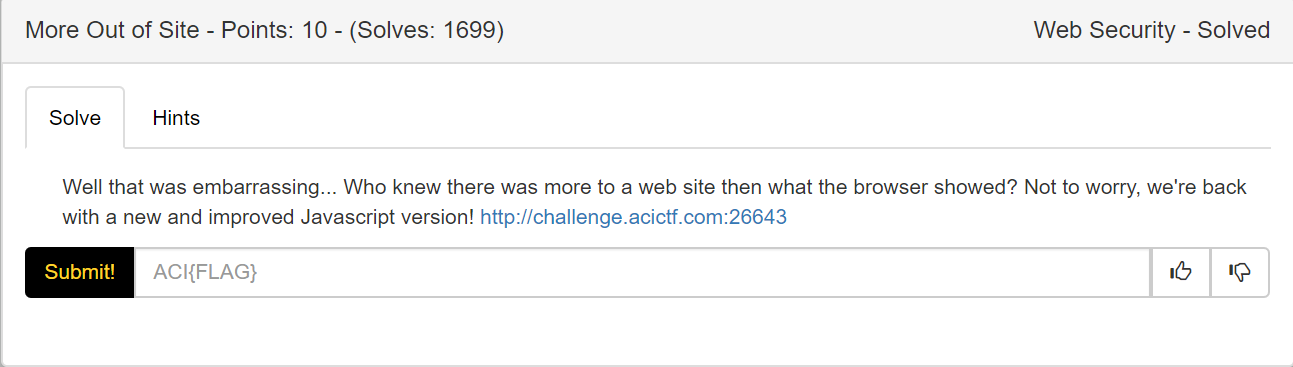 More Out of Site - Points: 10 - (Solves: 1699) Web Security - Solved
Solve Hints
Well that was embarrassing... Who knew there was more to a web site then what the browser showed? Not to worry, we're back
with a new and improved Javascript version! http://challenge.acictf.com:26643
Submit! ACI{FLAG}